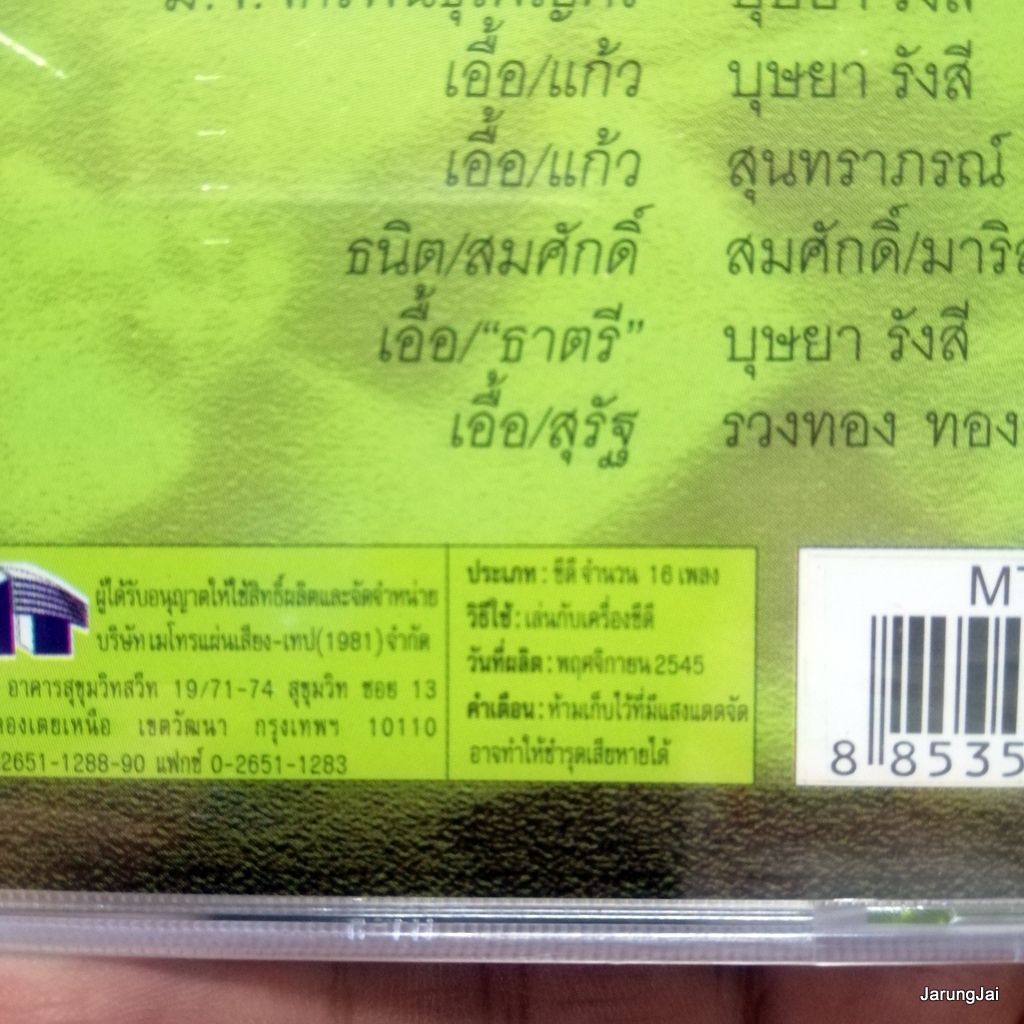 บุษยา รังสี
เอื้อ/แก้ว บุษยา รังสี
เอื้อ/แก้ว สุนทราภรณ์
ธนิต/สมศักดิ์ สมศักดิ์/มาริส
เอื้อ/“ธาตรี” บุษยา รังสี
เอื้อ/สุรัฐ รวงทอง ทอง
ผู้ได้รับอนุญาตให้ใช้สิทธิ์ผลิตและจัดจำหน่าย
บริษัท เมโทรแผ่นเสียง-เทป(1981) จำกัด
อาคารสุขุมวิทสวีท 19/71-74 สุขุมวิท ซอย 13
องเตยเหนือ เขตวัฒนา กรุงเทพฯ 10110
2651-1288-90 แฟกซ์ 0-2651-1283
ประเภท : ซีดี จำนวน 16 เพลง
วิธีใช้ : เล่นกับเครื่องซีดี
วันที่ผลิต : พฤศจิกายน 2545
คำเตือน : ห้ามเก็บไว้ที่มีแสงแดดจัด
อาจทำให้ชำรุดเสียหายได้
M
8 8535
JarungJai